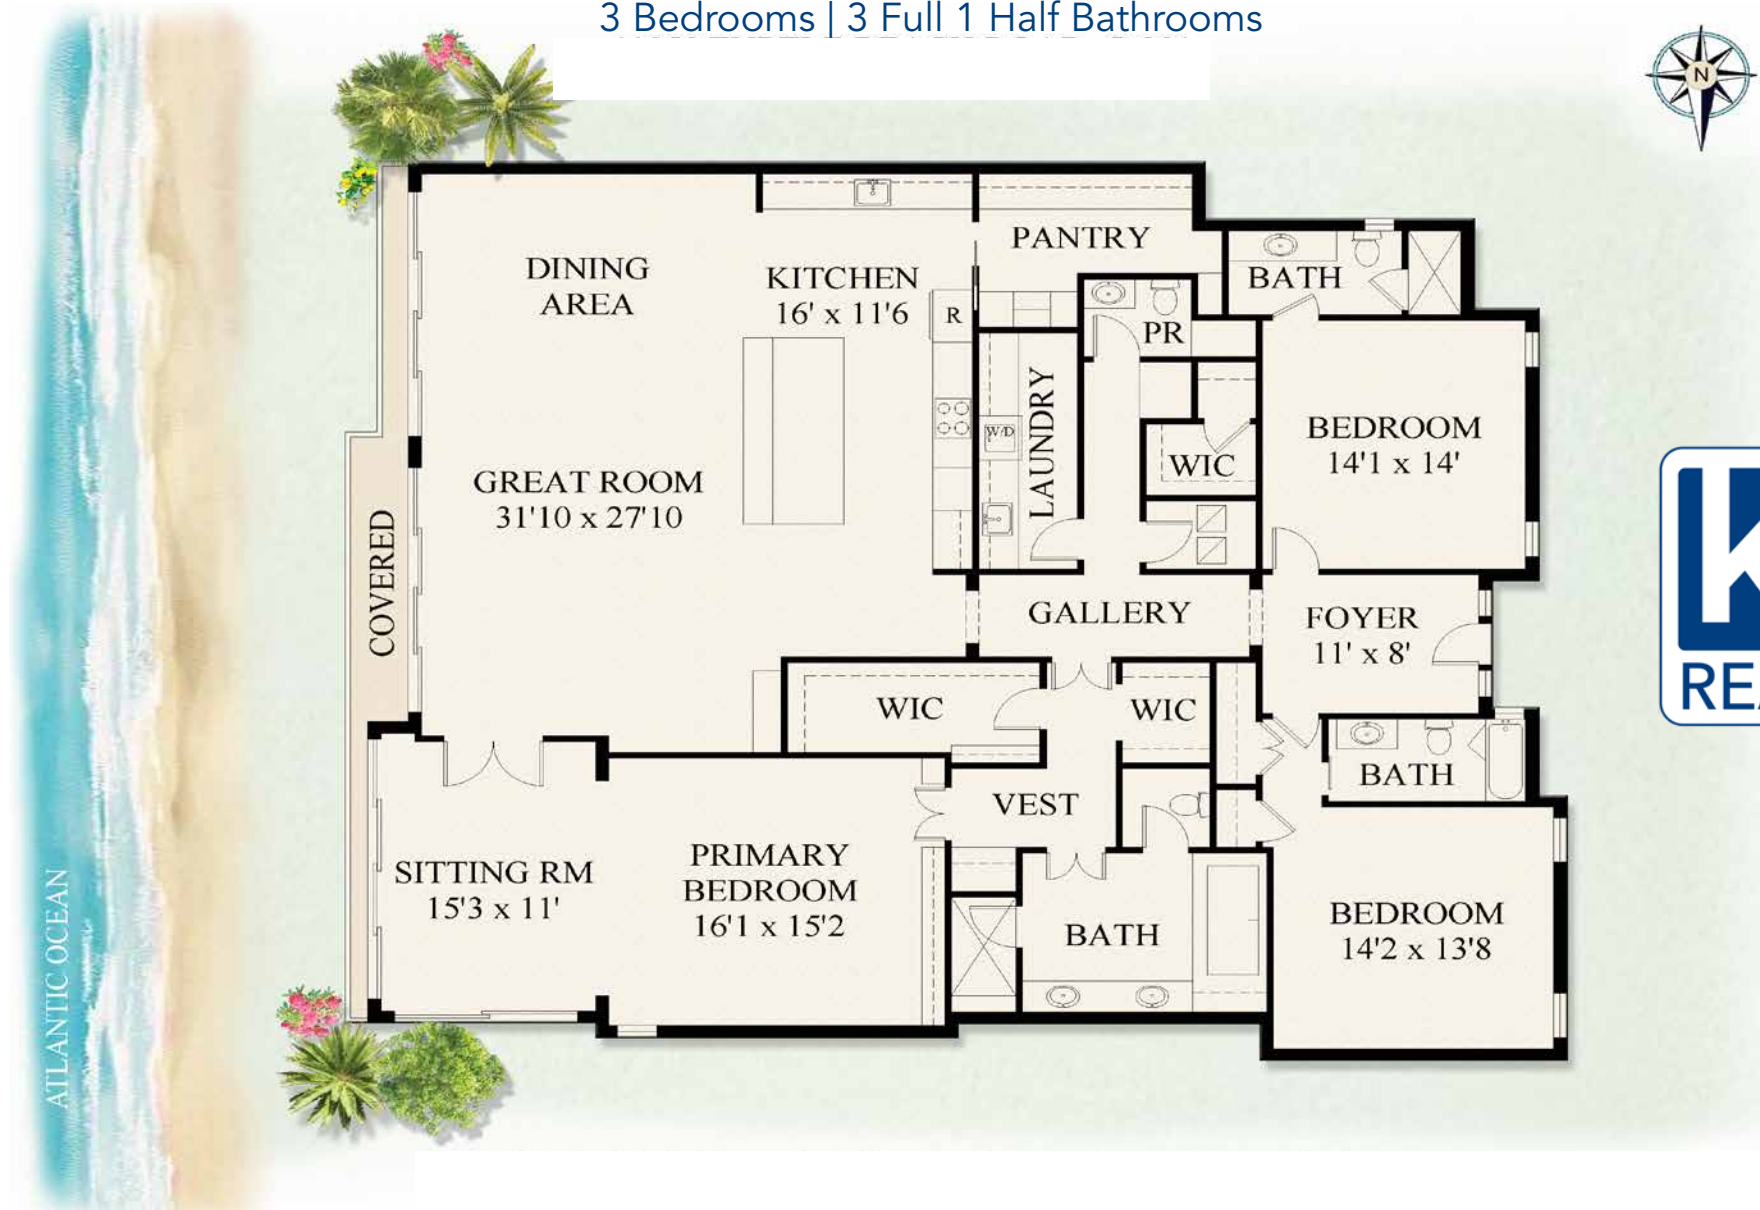 3 Bedrooms | 3 Full 1 Half Bathrooms
N
PANTRY
DINING
AREA
KITCHEN
16' x 11'6
R
BATH
PR
LAUNDRY
W/D
WIC
BEDROOM
14'1 x 14'
GREAT ROOM
31'10 x 27'10
COVERED
GALLERY
FOYER
11' x 8'
WIC
WIC
BATH
VEST
SITTING RM
15'3 x 11'
PRIMARY
BEDROOM
16'1 x 15'2
BATH
BEDROOM
14'2 x 13'8
ATLANTIC OCEAN